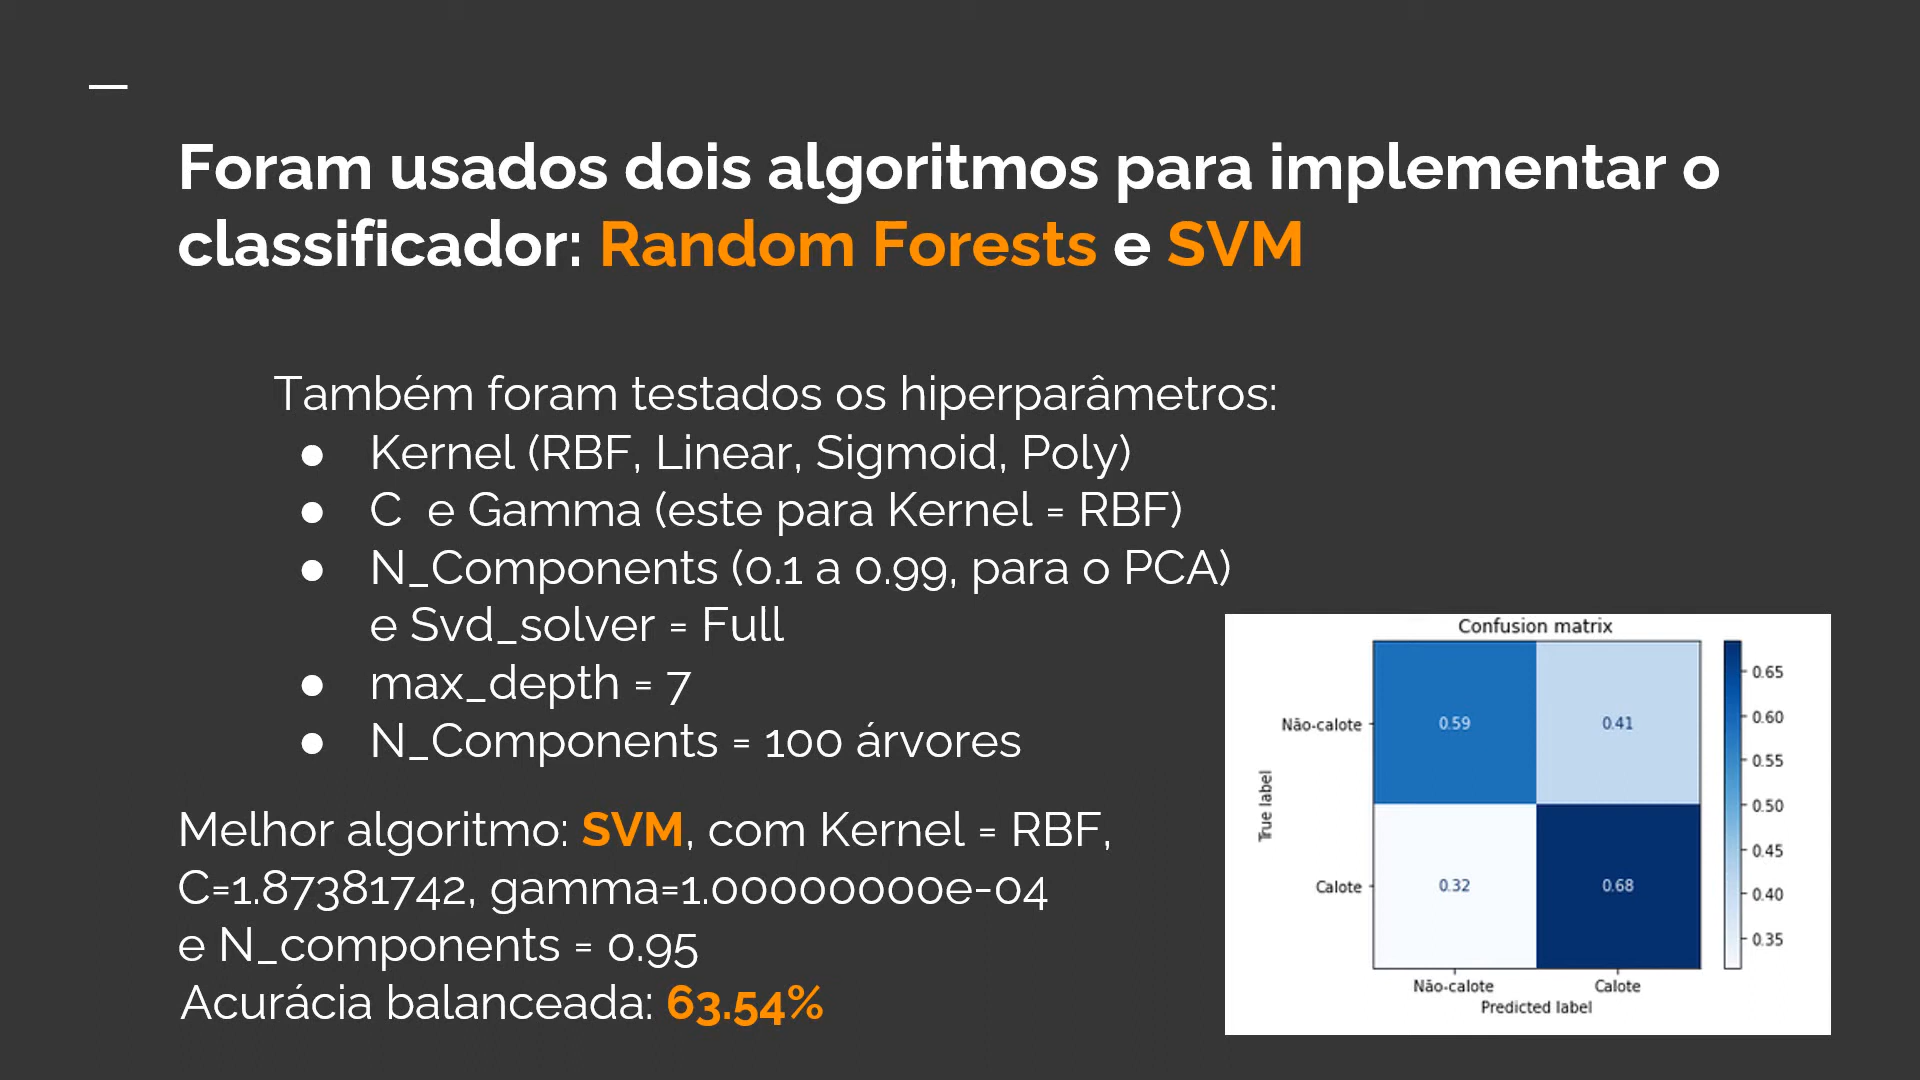 Foram usados dois algoritmos para implementar o
classificador: Random Forests e SVM
Também foram testados os hiperparâmetros:
● Kernel (RBF, Linear, Sigmoid, Poly)
● C e Gamma (este para Kernel = RBF)
● N_Components (0.1 a 0.99, para o PCA)
e Svd_solver = Full
● max_depth = 7
● N_Components = 100 árvores
Melhor algoritmo: SVM, com Kernel = RBF,
C=1.87381742, gamma=1.00000000e-04
e N_components = 0.95
Acurácia balanceada: 63.54%
Confusion matrix
True label
Não-calote
0.59
0.41
Calote
0.32
0.68
Não-calote
Calote
Predicted label
0.65
0.60
0.55
0.50
0.45
0.40
0.35